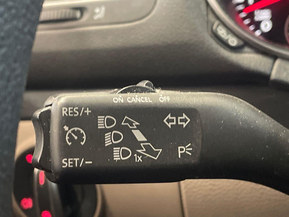 ON CANCEL OFF
RES/+
SET/−
1x
P